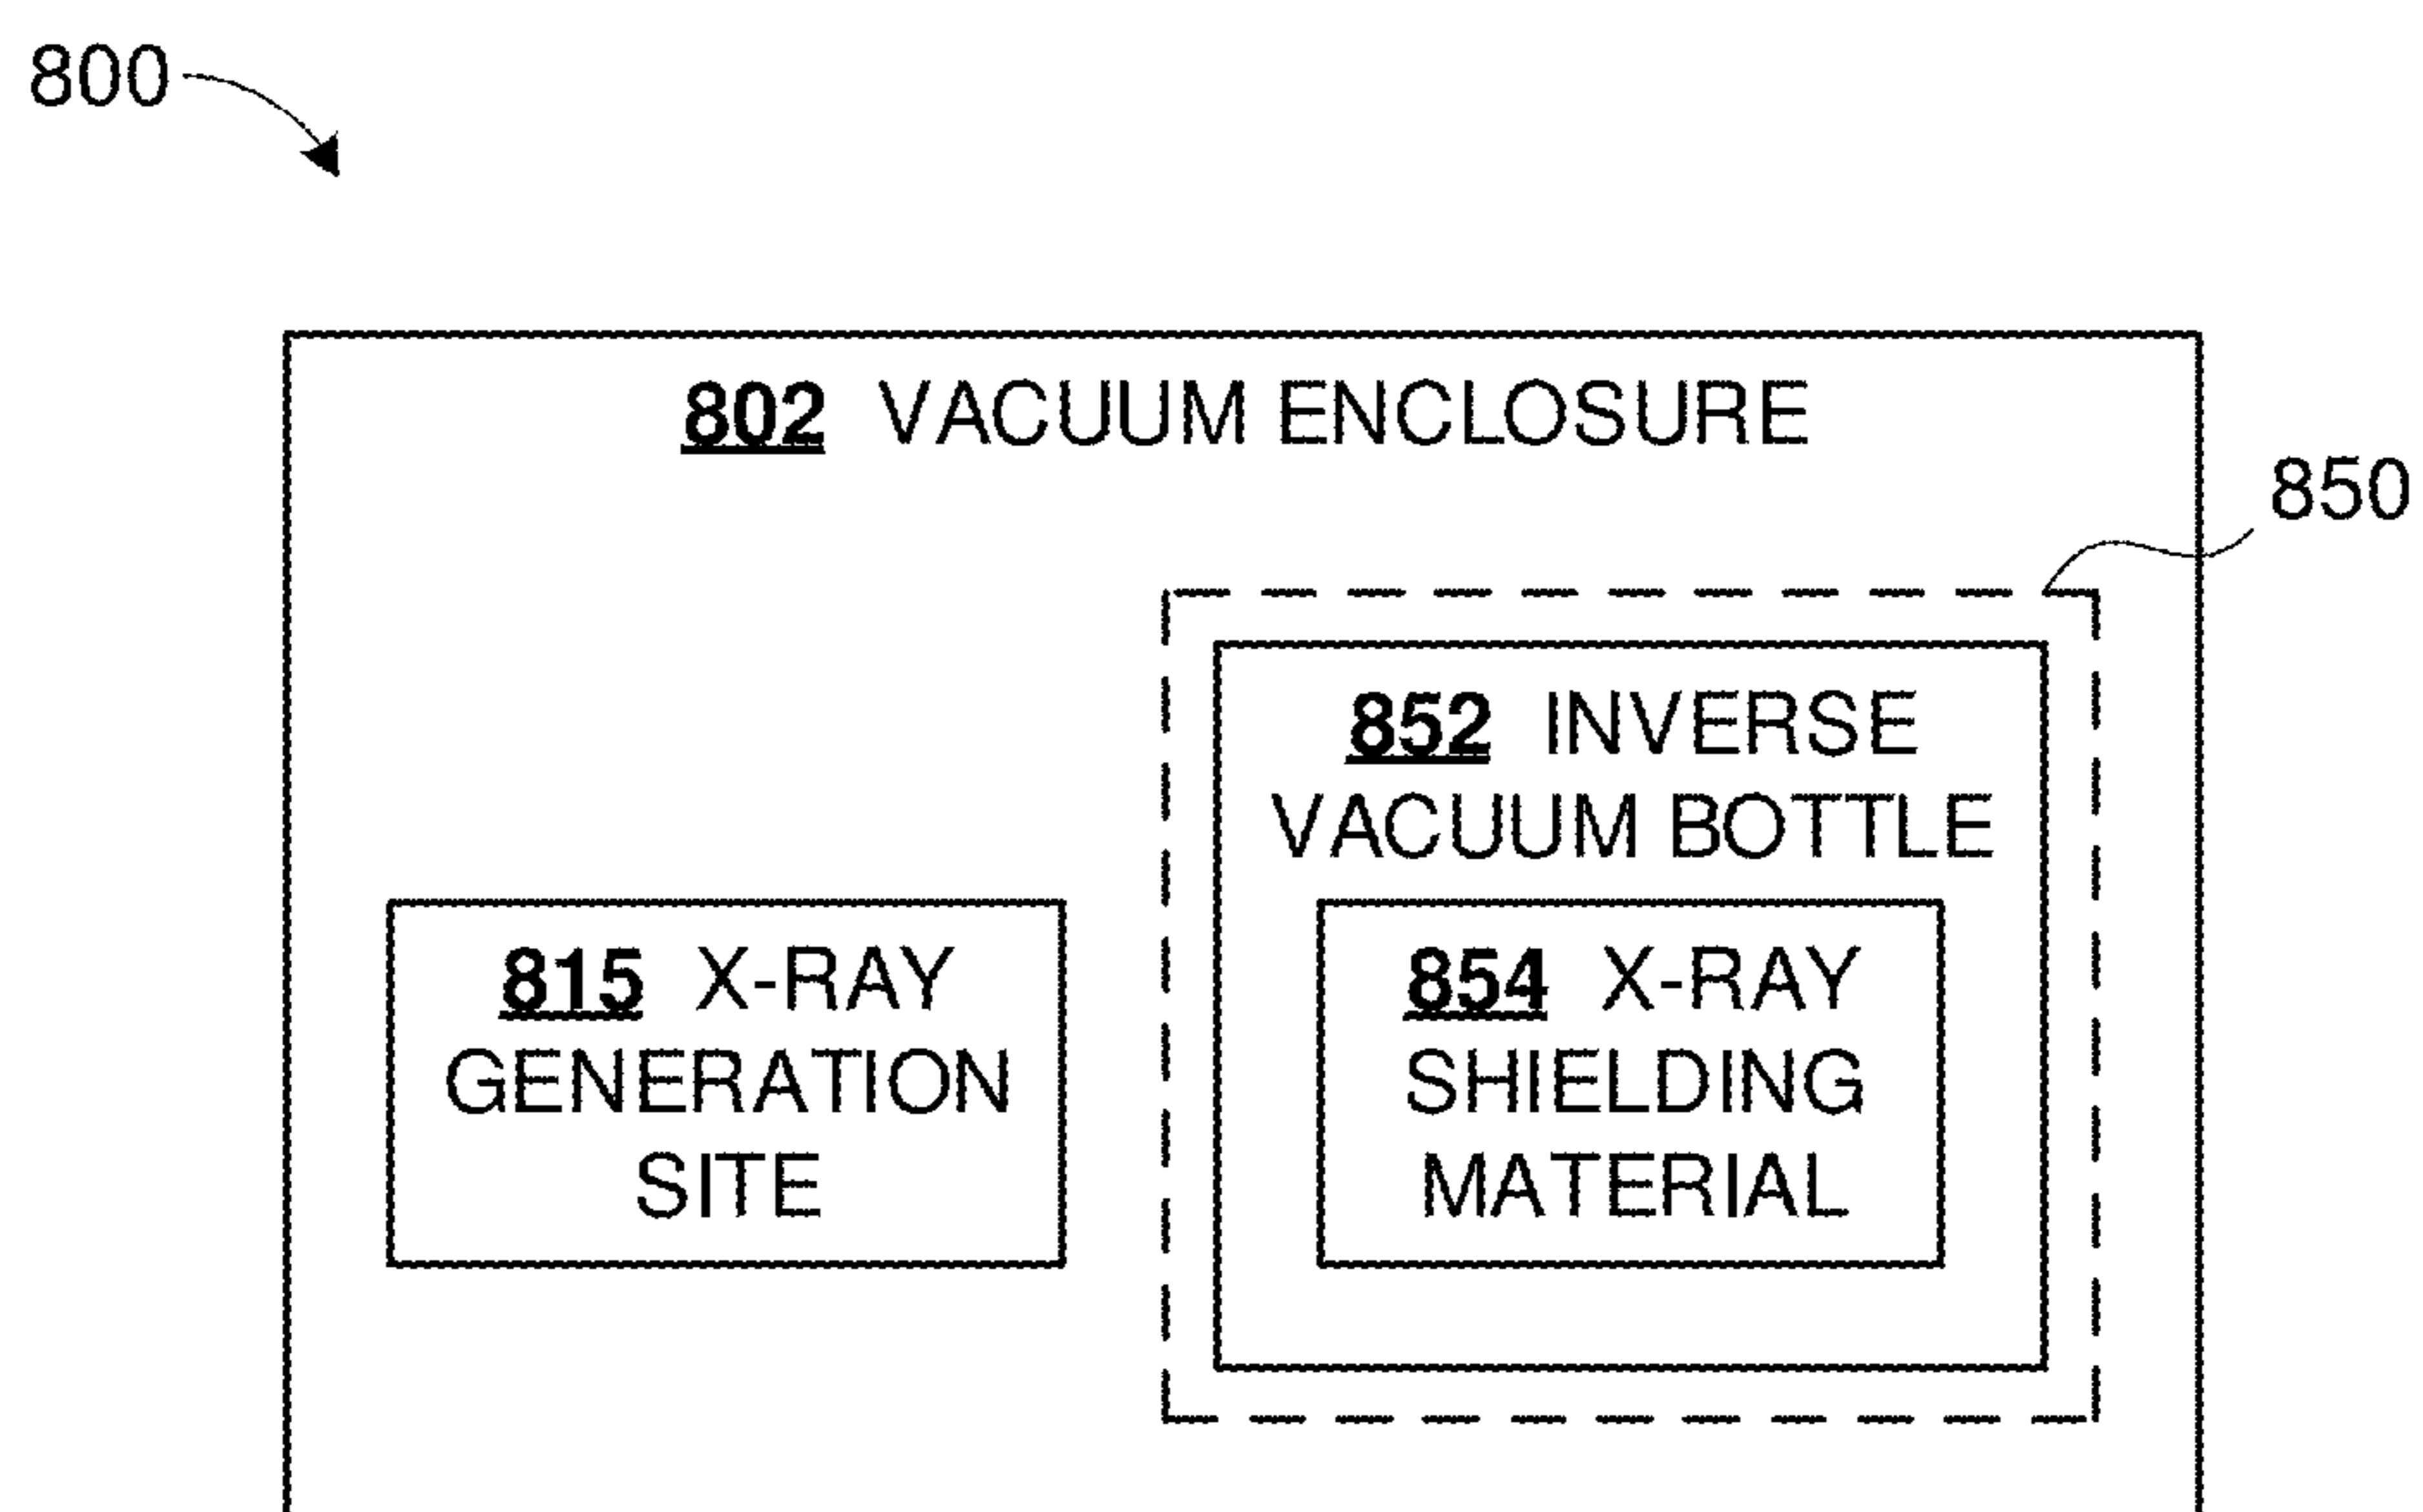 800
802 VACUUM ENCLOSURE
850
852 INVERSE
VACUUM BOTTLE
815 X-RAY
GENERATION
SITE
854 X-RAY
SHIELDING
MATERIAL